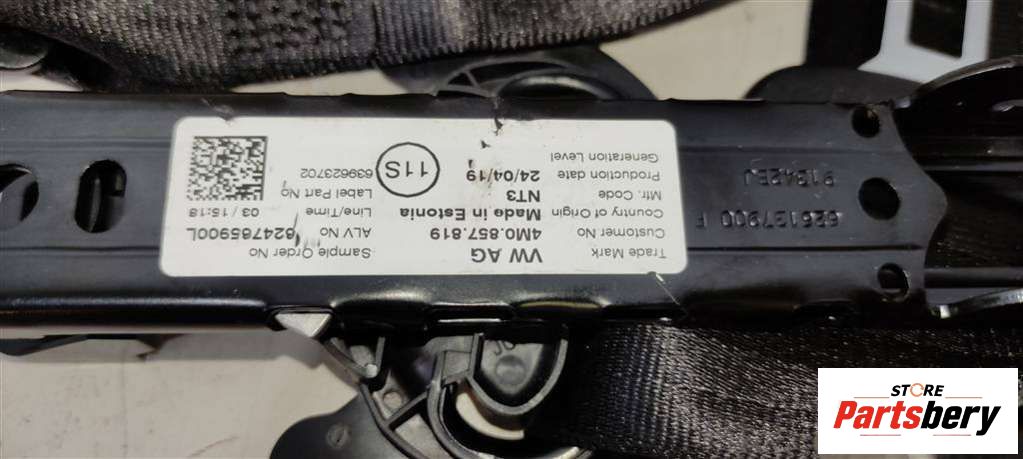 Trade Mark VW AG Sample Order No
Customer No 4M0.857.819 ALV No 624765900L
Country of Origin Made in Estonia Line/Time 03 / 15:18
Mfr. Code NT3 Label Part No 639623702
Production date 24/04/19
Generation Level
11S
626137900 F
STORE
Partsbery